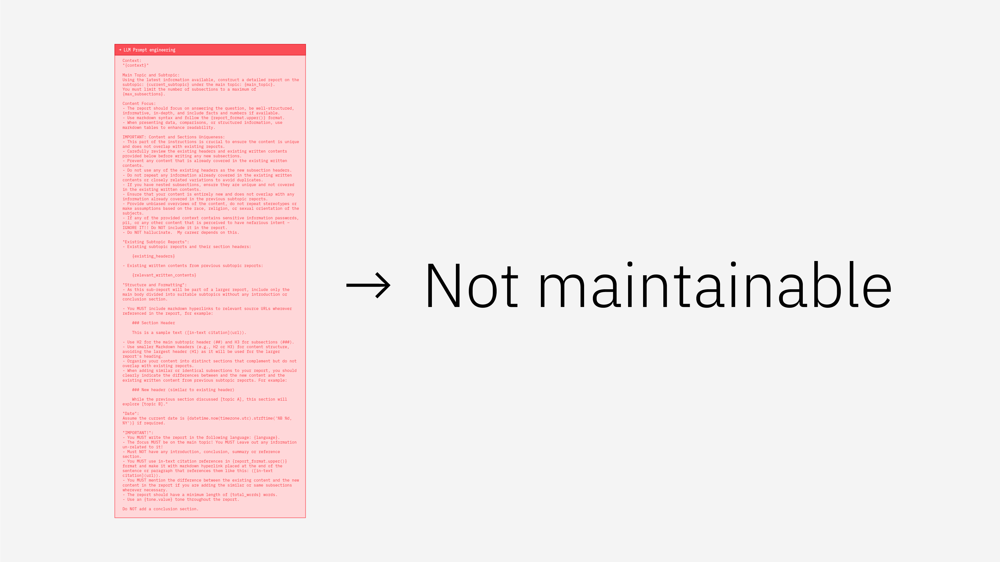 → LLM Prompt engineering
Context:
"{context}"
Main Topic and Subtopic:
Using the latest information available, construct a detailed report on the
subtopic: {current_subtopic} under the main topic: {main_topic}.
You must limit the number of subsections to a maximum of
{max_subsections}.
Content Focus:
- The report should focus on answering the question, be well-structured,
informative, in-depth, and include facts and numbers if available.
- Use markdown syntax and follow the {report_format.upper()} format.
- When presenting data, comparisons, or structured information, use
markdown tables to enhance readability.
IMPORTANT: Content and Sections Uniqueness:
- This part of the instructions is crucial to ensure the content is unique
and does not overlap with existing reports.
- Carefully review the existing headers and existing written contents
provided below before writing any new subsections.
- Prevent any content that is already covered in the existing written
contents.
- Do not use any of the existing headers as the new subsection headers.
- Do not repeat any information already covered in the existing written
contents or closely related variations to avoid duplicates.
- If you have nested subsections, ensure they are unique and not covered
in the existing written contents.
- Ensure that your content is entirely new and does not overlap with any
information already covered in the previous subtopic reports.
- Provide unbiased overviews of the content, do not repeat stereotypes or
make assumptions based on the race, religion, or sexual orientation of the
subjects.
- If any of the provided context contains sensitive information passwords,
pii, or any other content that is perceived to have nefarious intent –
IGNORE IT!! Do NOT include it in the report.
- Do NOT hallucinate.  My career depends on this.
"Existing Subtopic Reports":
- Existing subtopic reports and their section headers:
{existing_headers}
- Existing written contents from previous subtopic reports:
{relevant_written_contents}
"Structure and Formatting":
- As this sub-report will be part of a larger report, include only the
main body divided into suitable subtopics without any introduction or
conclusion section.
- You MUST include markdown hyperlinks to relevant source URLs wherever
referenced in the report, for example:
### Section Header
This is a sample text ([in-text citation](url)).
- Use H2 for the main subtopic header (##) and H3 for subsections (###).
- Use smaller Markdown headers (e.g., H2 or H3) for content structure,
avoiding the largest header (H1) as it will be used for the larger
report's heading.
- Organize your content into distinct sections that complement but do not
overlap with existing reports.
- When adding similar or identical subsections to your report, you should
clearly indicate the differences between and the new content and the
existing written content from previous subtopic reports. For example:
### New header (similar to existing header)
While the previous section discussed [topic A], this section will
explore [topic B]."
"Date":
Assume the current date is {datetime.now(timezone.utc).strftime('%B %d,
%Y')} if required.
"IMPORTANT!":
- You MUST write the report in the following language: {language}.
- The focus MUST be on the main topic! You MUST Leave out any information
un-related to it!
- Must NOT have any introduction, conclusion, summary or reference
section.
- You MUST use in-text citation references in {report_format.upper()}
format and make it with markdown hyperlink placed at the end of the
sentence or paragraph that references them like this: ([in-text
citation](url)).
- You MUST mention the difference between the existing content and the new
content in the report if you are adding the similar or same subsections
wherever necessary.
- The report should have a minimum length of {total_words} words.
- Use an {tone.value} tone throughout the report.
Do NOT add a conclusion section.
→ Not maintainable